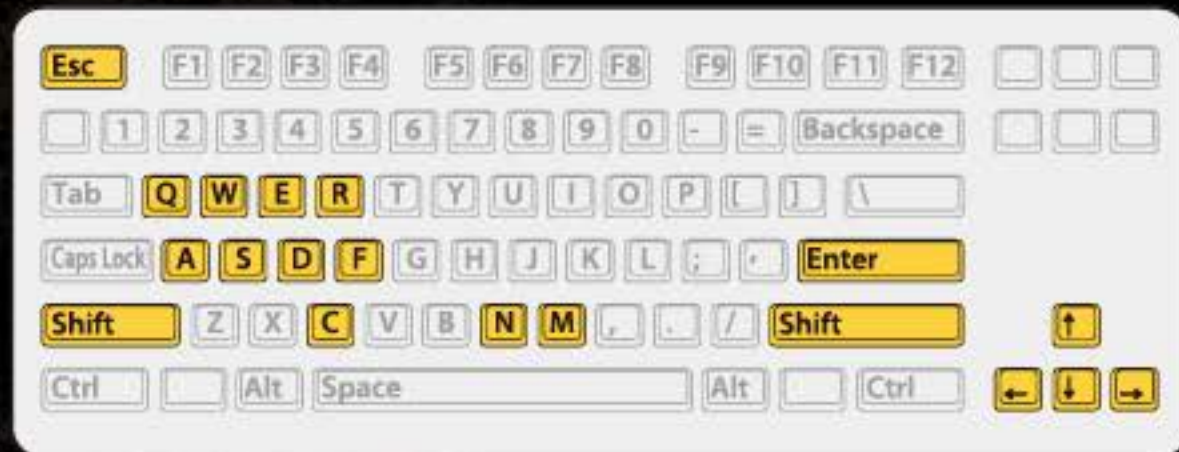 Esc F1 F2 F3 F4 F5 F6 F7 F8 F9 F10 F11 F12
1 2 3 4 5 6 7 8 9 0 - = Backspace
Tab Q W E R T Y U I O P [ ] \
Caps Lock A S D F G H J K L ; ' Enter
Shift Z X C V B N M , . / Shift ↑
Ctrl Alt Space Alt Ctrl ← ↓ →